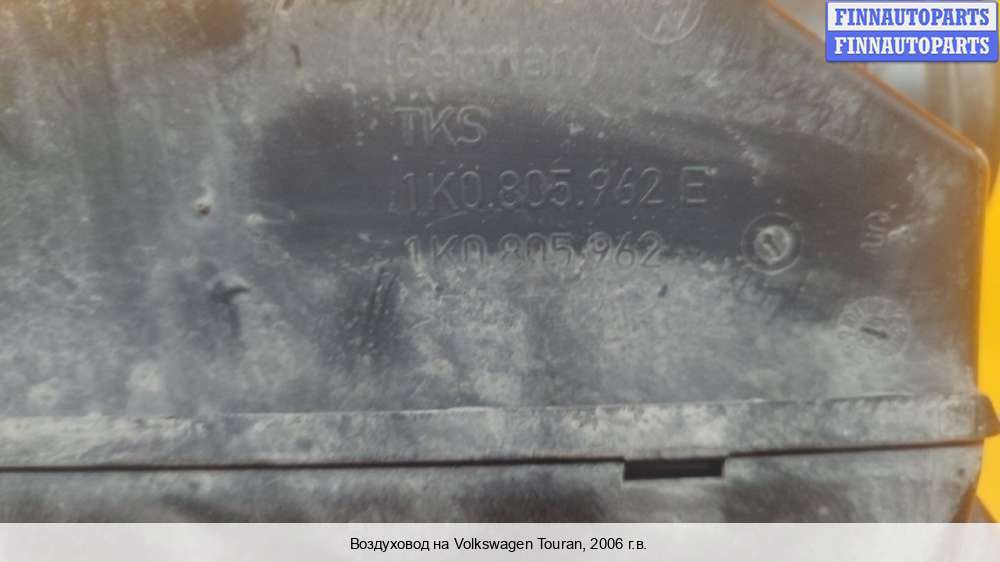 FINNAUTOPARTS
FINNAUTOPARTS
Germany
TKS
1K0.805.962 E
1K0.805.962
Воздуховод на Volkswagen Touran, 2006 г.в.